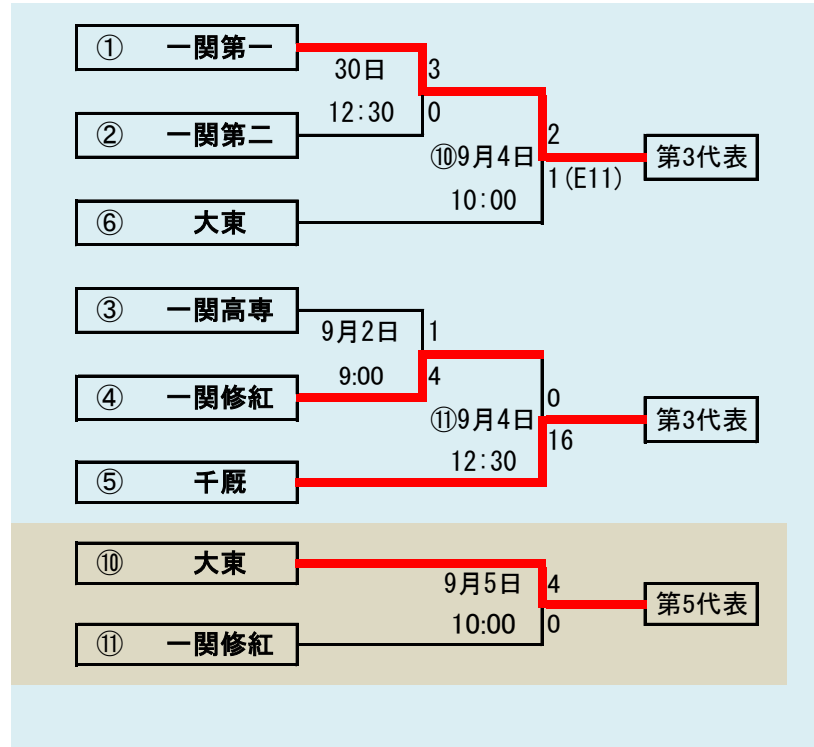 ① 一関第一
30日 3
12:30 0
② 一関第二
2
⑩9月4日 第3代表
1(E11)
10:00
⑥ 大東
③ 一関高専
9月2日 1
9:00 4
④ 一関修紅
0
⑪9月4日 第3代表
16
12:30
⑤ 千厩
⑩ 大東
9月5日 4
第5代表
10:00 0
⑪ 一関修紅